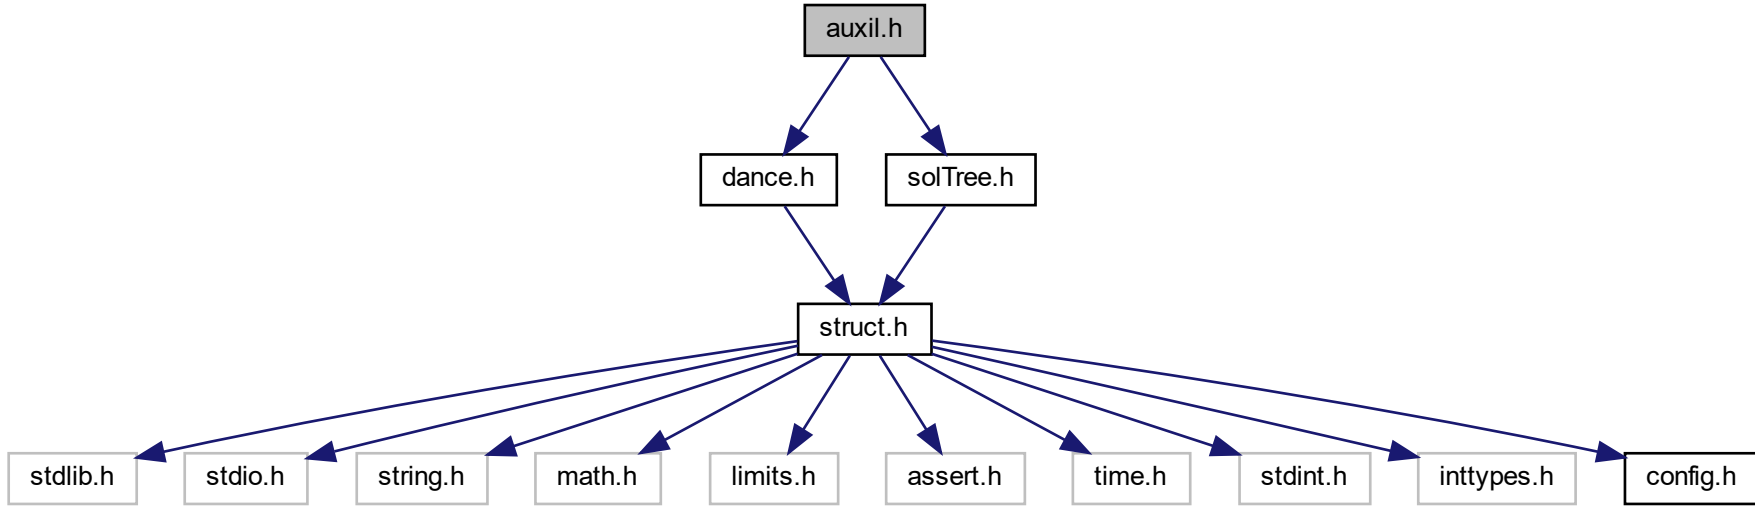 auxil.h
dance.h
solTree.h
struct.h
stdlib.h
stdio.h
string.h
math.h
limits.h
assert.h
time.h
stdint.h
inttypes.h
config.h